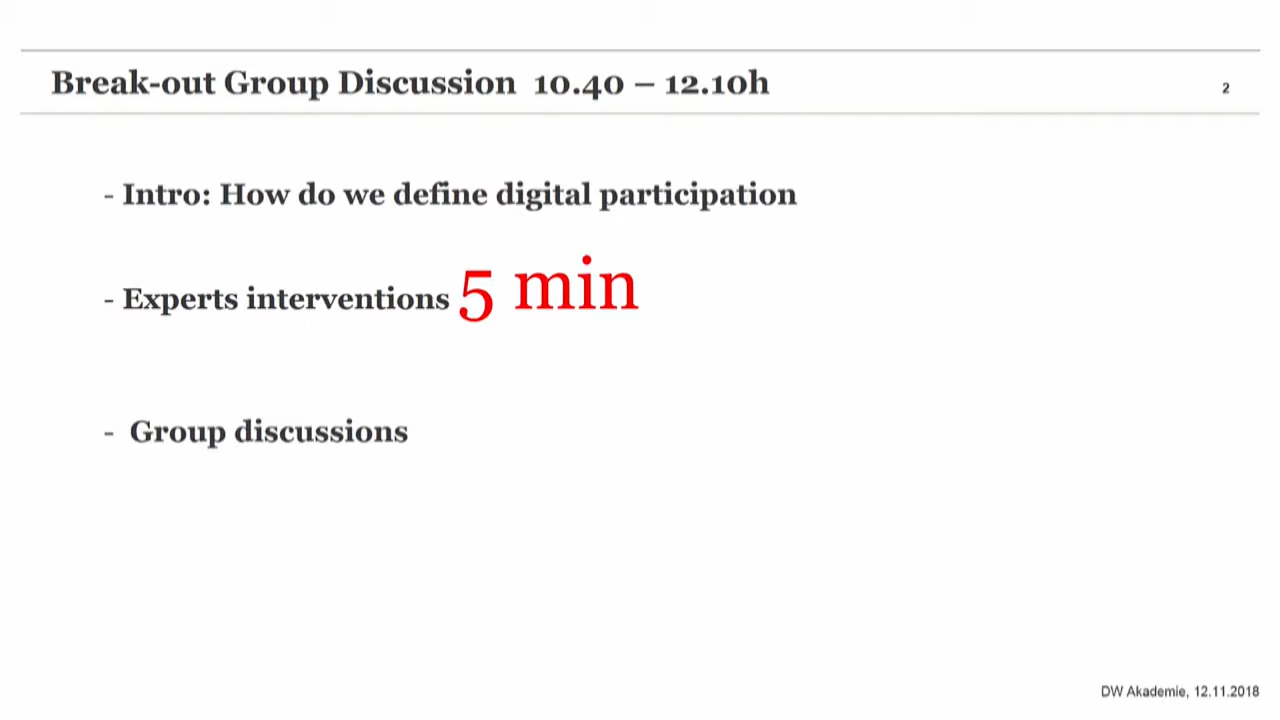 Break-out Group Discussion 10.40 – 12.10h
2
- Intro: How do we define digital participation
- Experts interventions 5 min
- Group discussions
DW Akademie, 12.11.2018